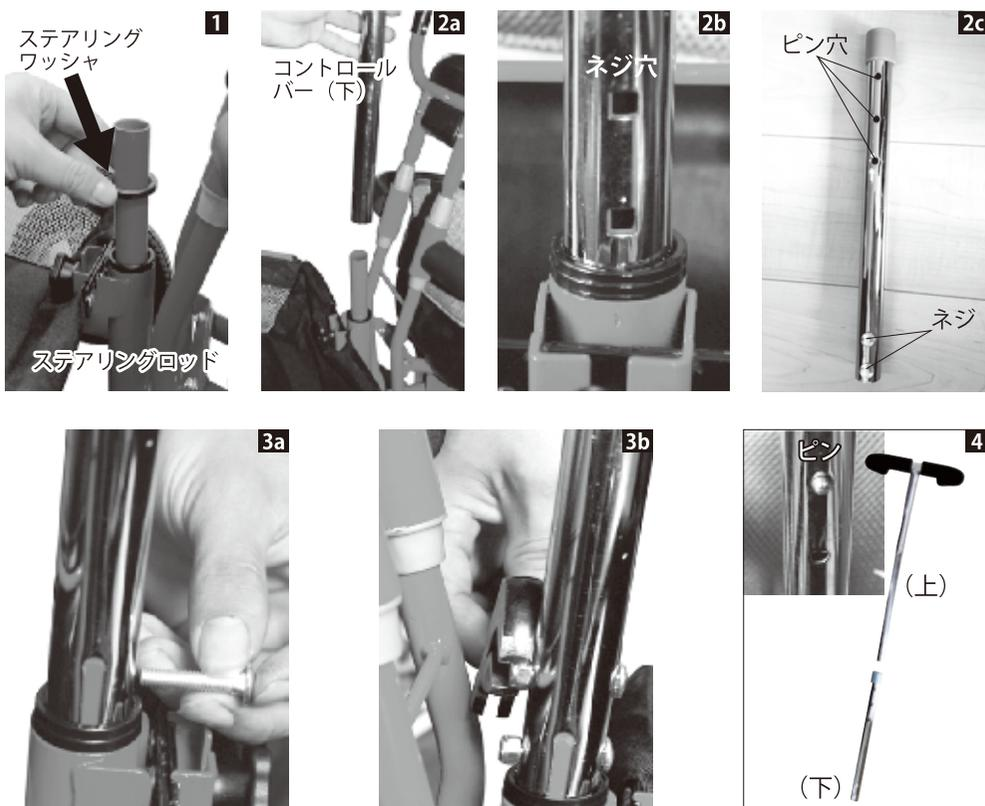 1
ステアリング
ワッシャ
ステアリングロッド
2a
コントロール
バー（下）
2b
ネジ穴
2c
ピン穴
ネジ
3a
3b
4
ピン
（上）
（下）